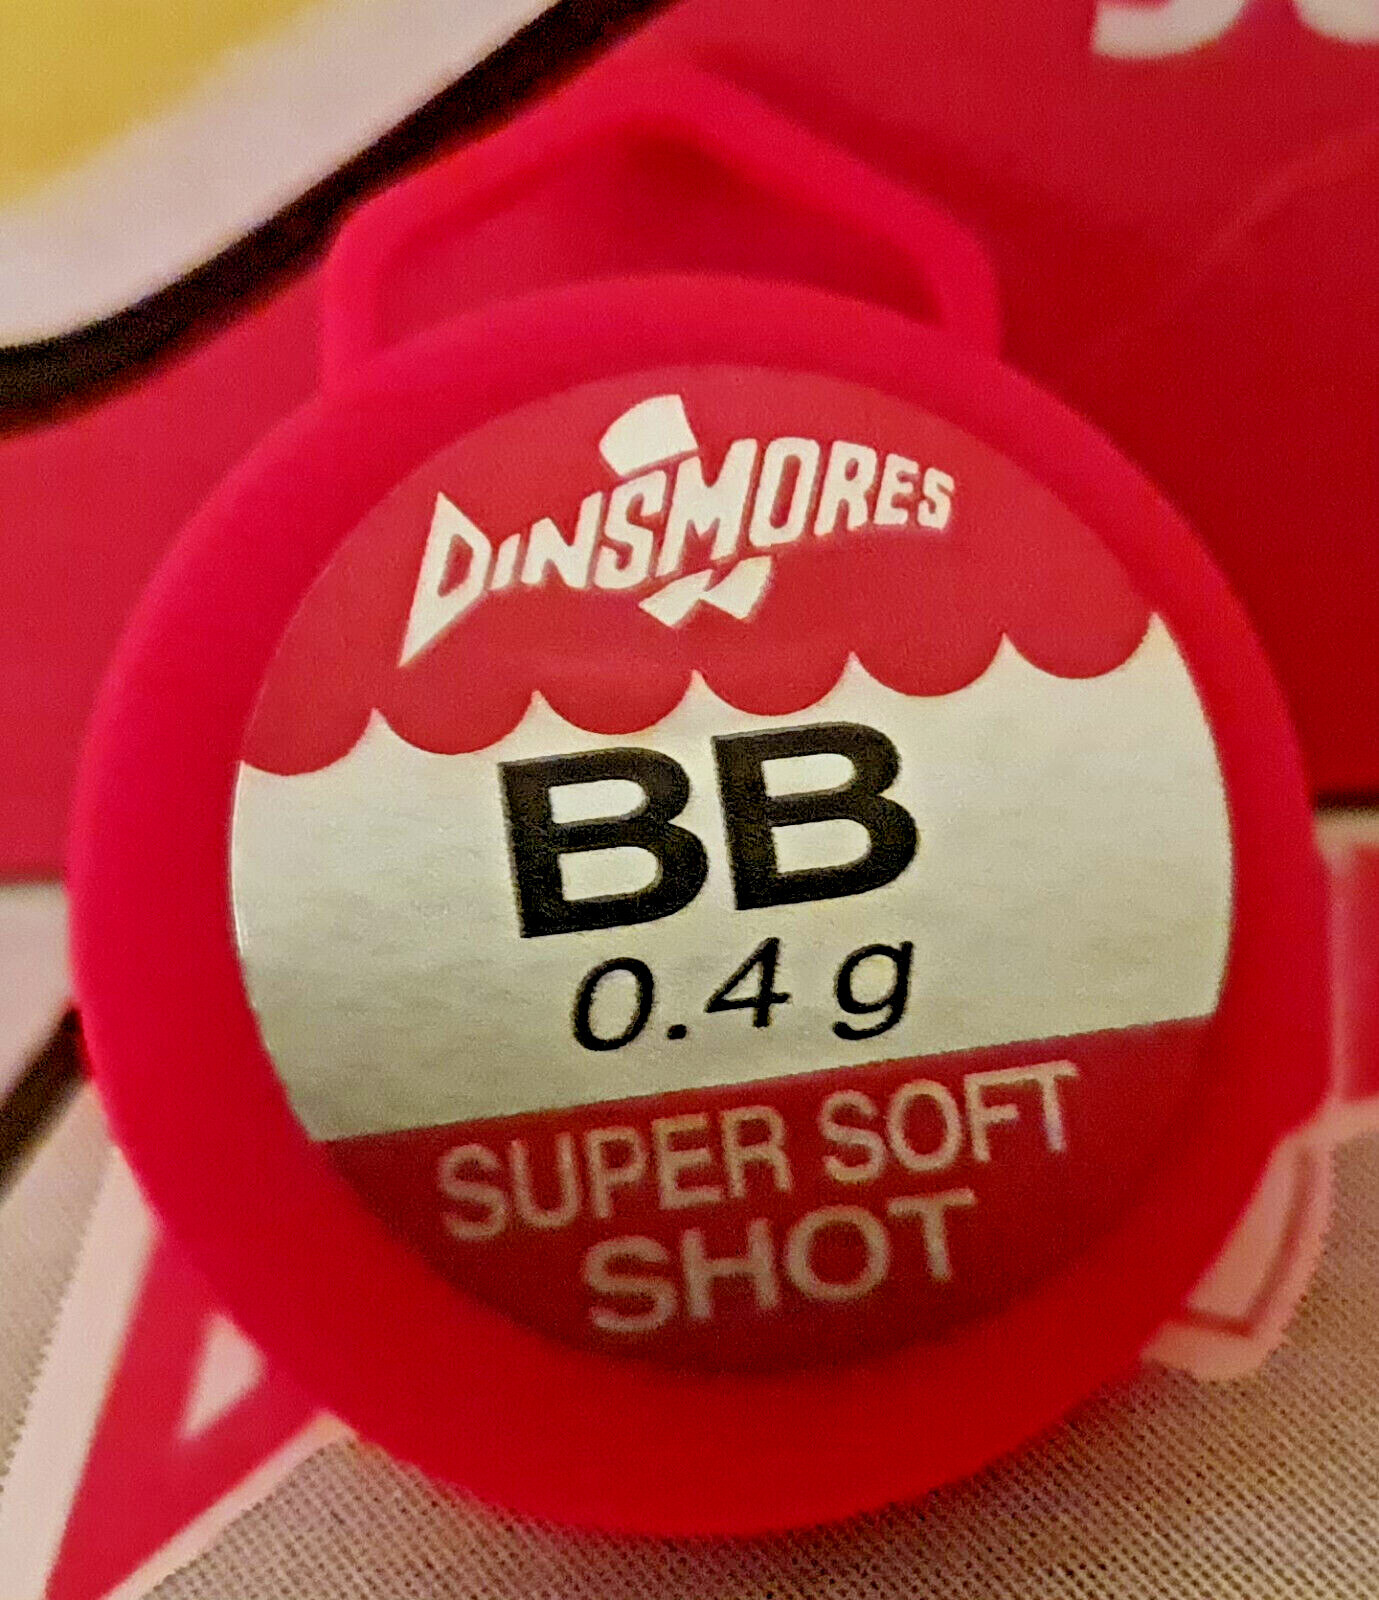 DINSMORES
BB
0.4 g
SUPER SOFT
SHOT